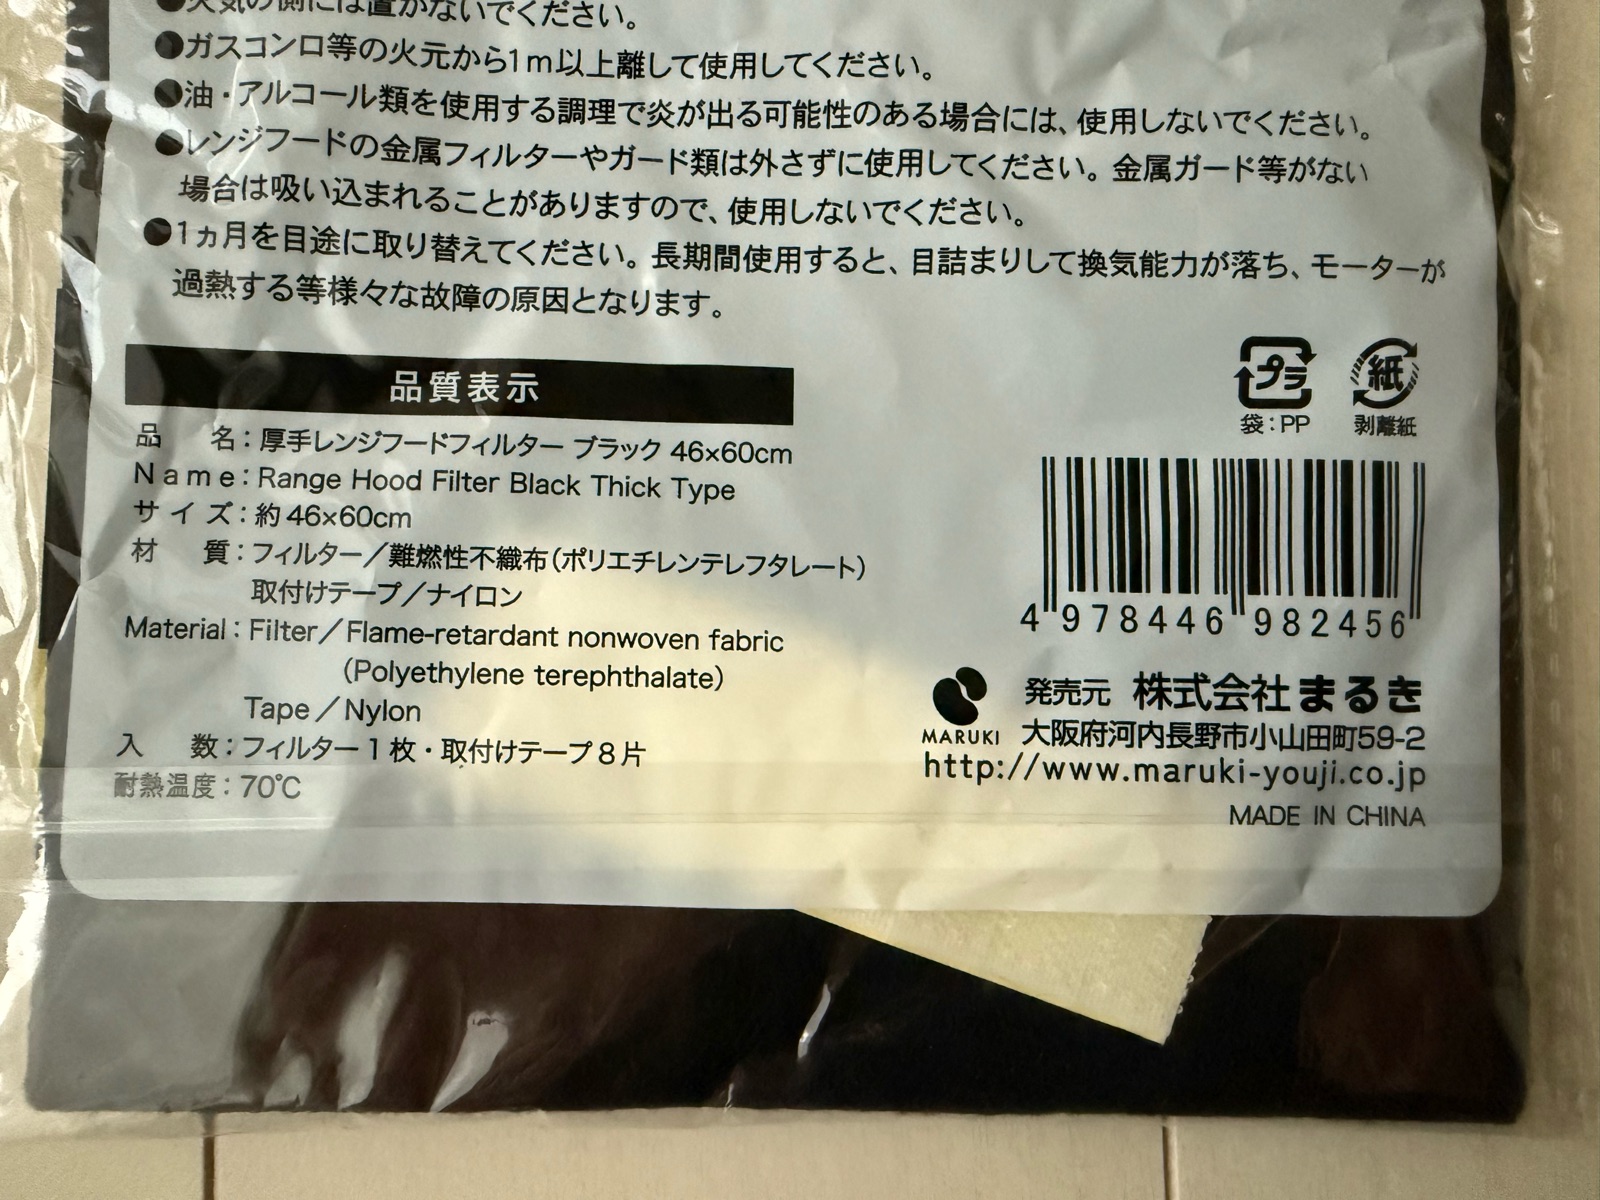 ●火気の側には置かないでください。
●ガスコンロ等の火元から1m以上離して使用してください。
●油・アルコール類を使用する調理で炎が出る可能性のある場合には、使用しないでください。
●レンジフードの金属フィルターやガード類は外さずに使用してください。金属ガード等がない
場合は吸い込まれることがありますので、使用しないでください。
●1ヵ月を目途に取り替えてください。長期間使用すると、目詰まりして換気能力が落ち、モーターが
過熱する等様々な故障の原因となります。
品質表示
品　名：厚手レンジフードフィルター ブラック 46×60cm
Name：Range Hood Filter Black Thick Type
サイズ：約46×60cm
材　質：フィルター／難燃性不織布（ポリエチレンテレフタレート）
取付けテープ／ナイロン
Material：Filter／Flame-retardant nonwoven fabric
（Polyethylene terephthalate）
Tape／Nylon
入　数：フィルター1枚・取付けテープ8片
耐熱温度：70℃
プラ 紙
袋：PP 剥離紙
4 978446 982456
発売元 株式会社まるき
MARUKI 大阪府河内長野市小山田町59-2
http://www.maruki-youji.co.jp
MADE IN CHINA